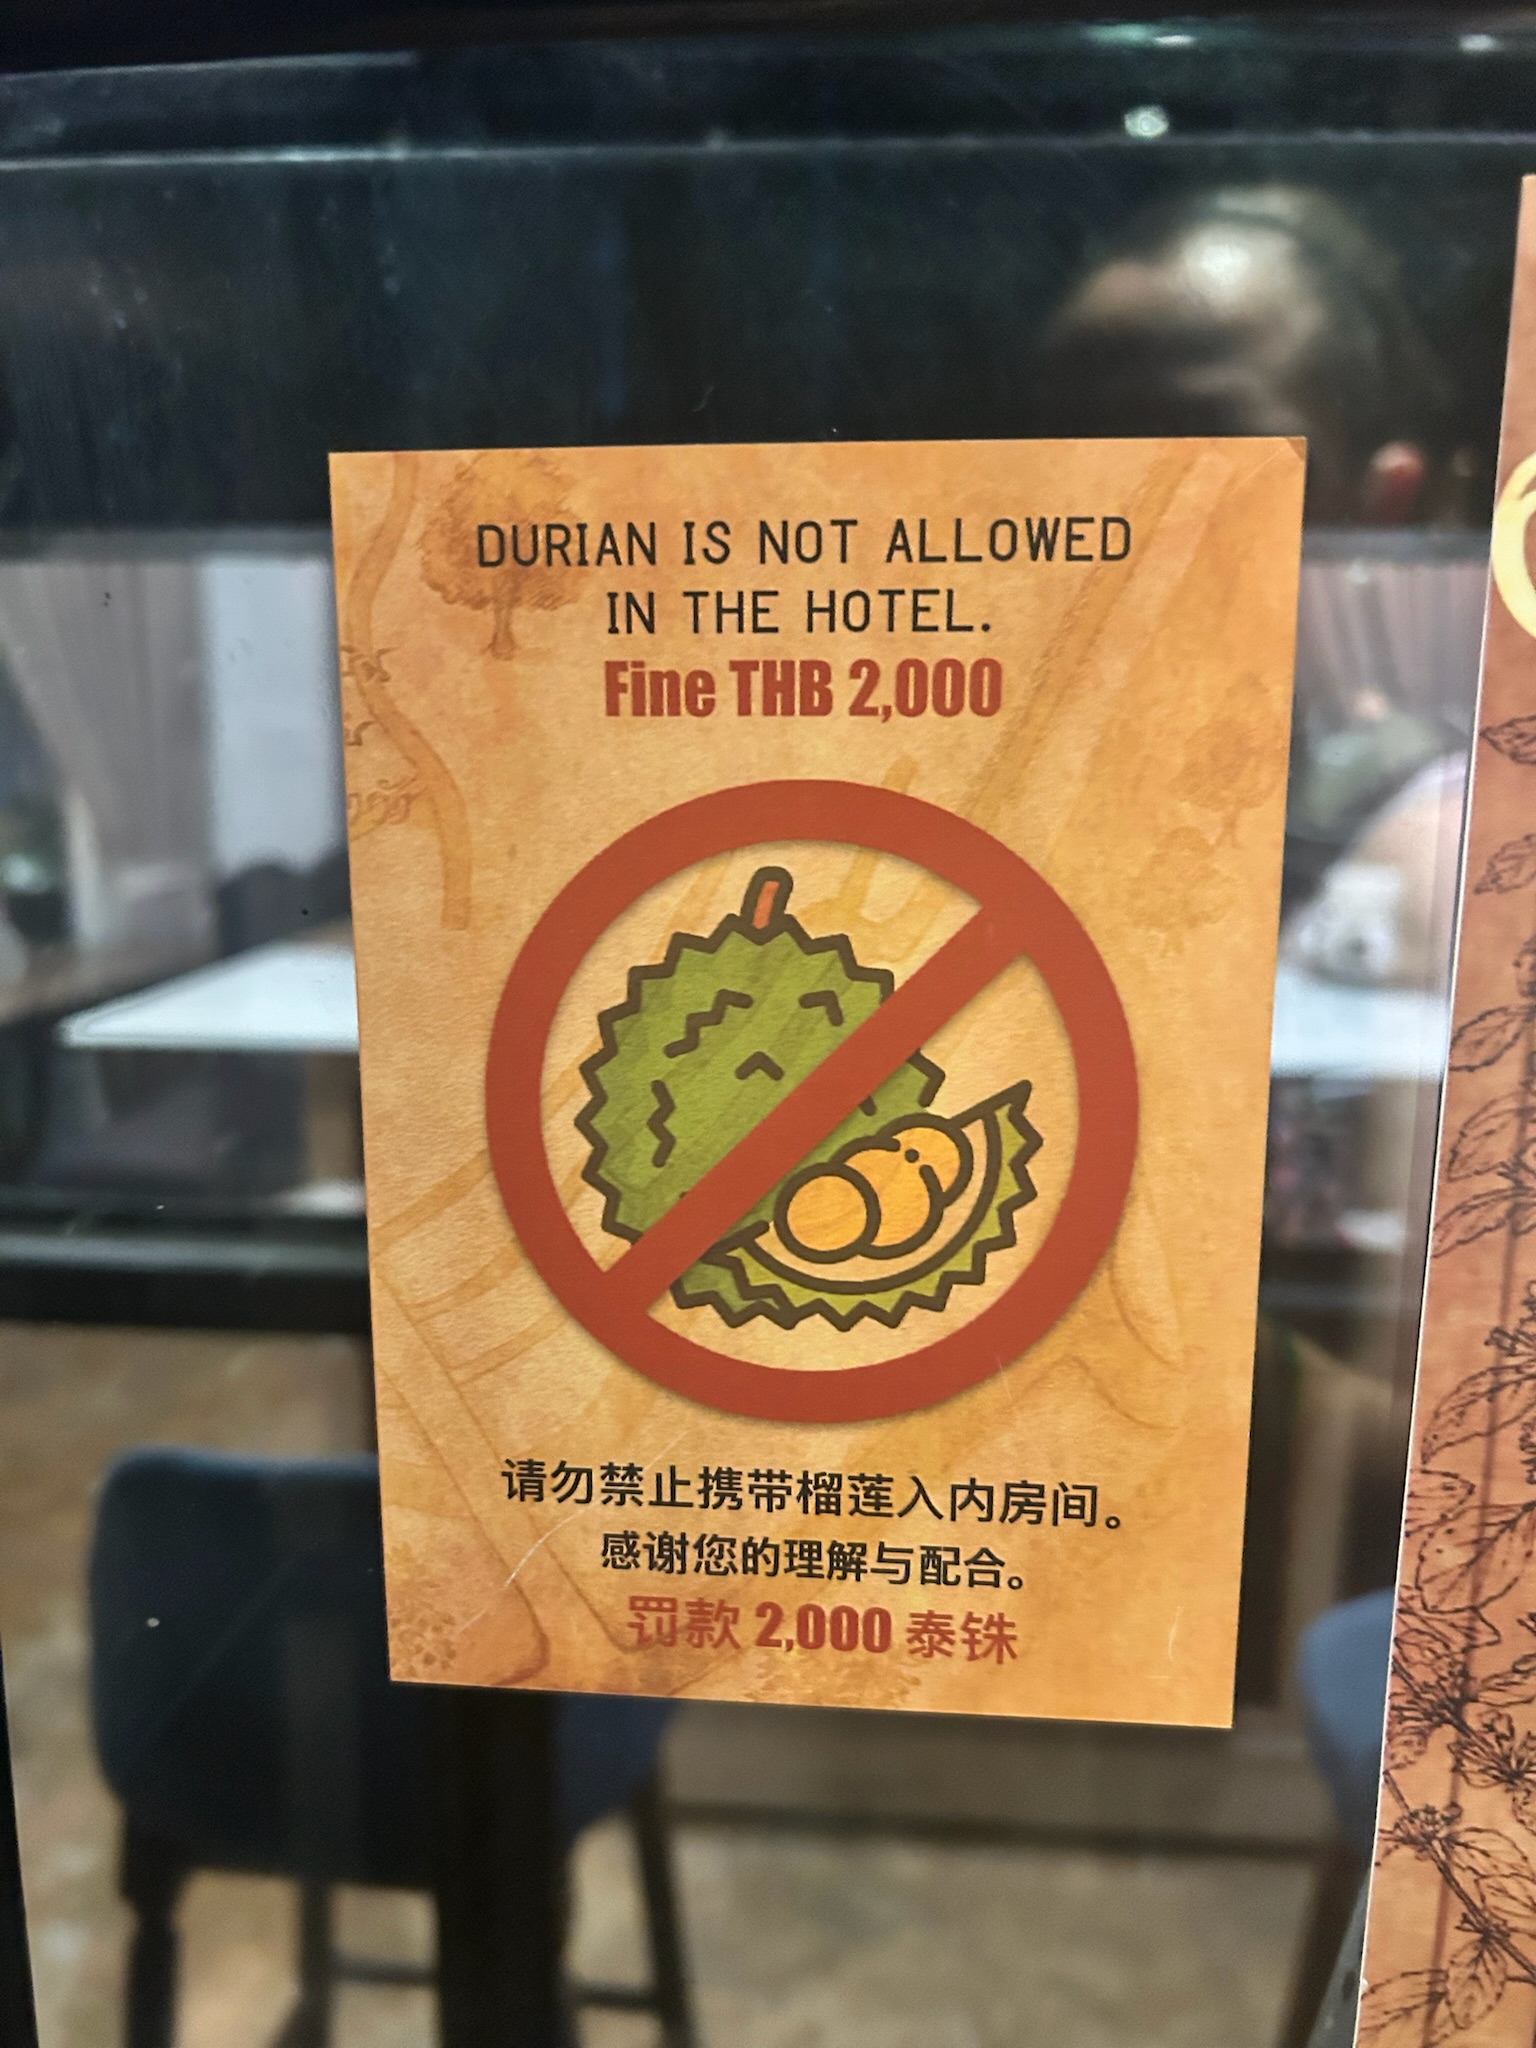 DURIAN IS NOT ALLOWED
IN THE HOTEL.
Fine THB 2,000
请勿禁止携带榴莲入内房间。
感谢您的理解与配合。
罚款 2,000 泰铢